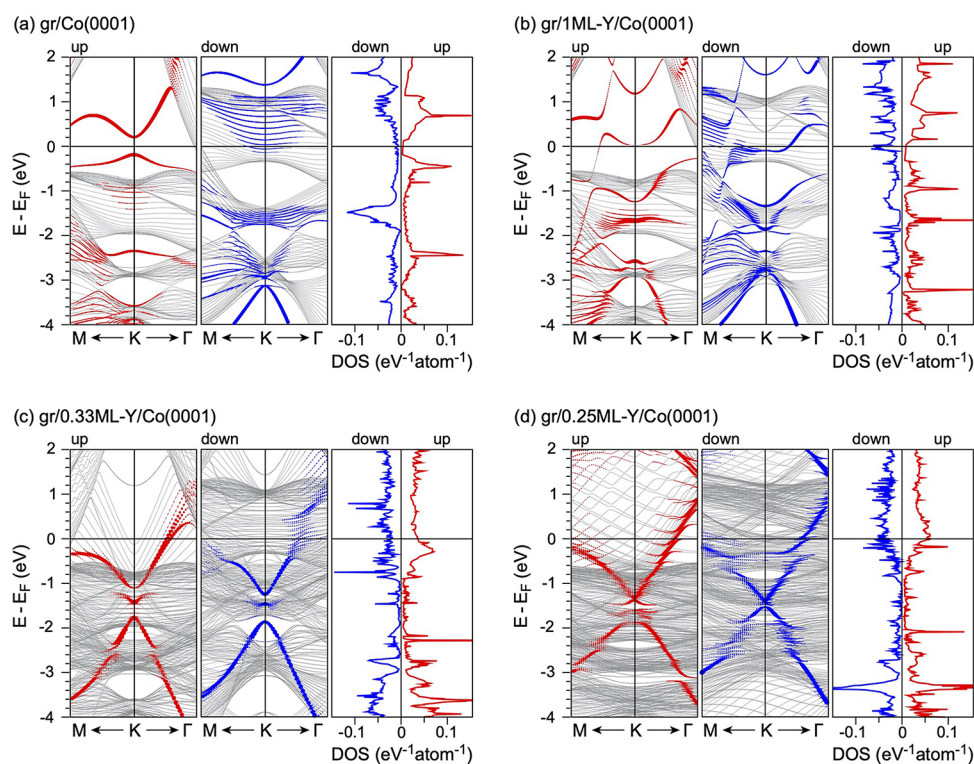 (a) gr/Co(0001)
up down down up
2
1
0
-1
-2
-3
-4
E - EF (eV)
M ← K → Γ M ← K → Γ -0.1 0 0.1
DOS (eV⁻¹atom⁻¹)
(b) gr/1ML-Y/Co(0001)
up down down up
2
1
0
-1
-2
-3
-4
E - EF (eV)
M ← K → Γ M ← K → Γ -0.1 0 0.1
DOS (eV⁻¹atom⁻¹)
(c) gr/0.33ML-Y/Co(0001)
up down down up
2
1
0
-1
-2
-3
-4
E - EF (eV)
M ← K → Γ M ← K → Γ -0.1 0 0.1
DOS (eV⁻¹atom⁻¹)
(d) gr/0.25ML-Y/Co(0001)
up down down up
2
1
0
-1
-2
-3
-4
E - EF (eV)
M ← K → Γ M ← K → Γ -0.1 0 0.1
DOS (eV⁻¹atom⁻¹)